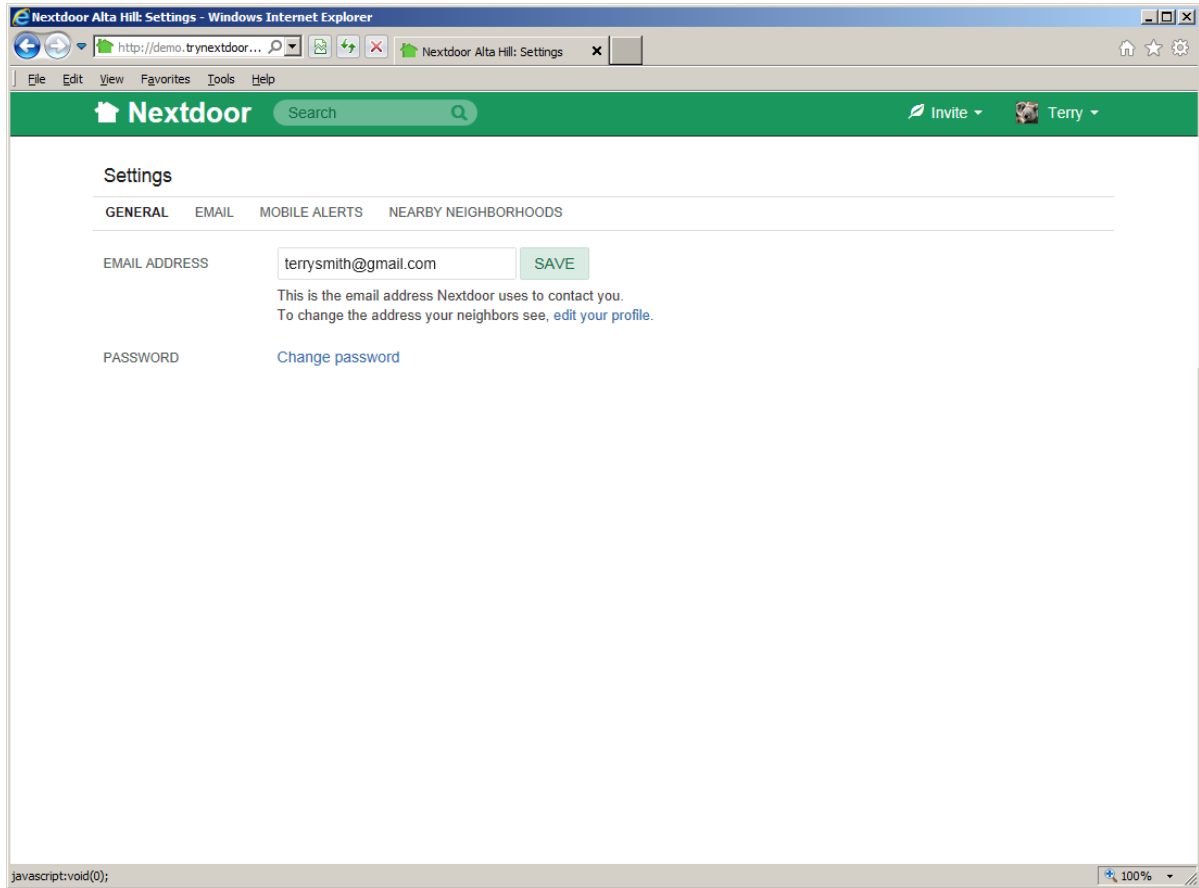 Nextdoor Alta Hill: Settings - Windows Internet Explorer
http://demo.trynextdoor... Nextdoor Alta Hill: Settings
File Edit View Favorites Tools Help
Nextdoor Search Invite Terry
Settings
GENERAL EMAIL MOBILE ALERTS NEARBY NEIGHBORHOODS
EMAIL ADDRESS terrysmith@gmail.com SAVE
This is the email address Nextdoor uses to contact you.
To change the address your neighbors see, edit your profile.
PASSWORD Change password
javascript:void(0); 100%